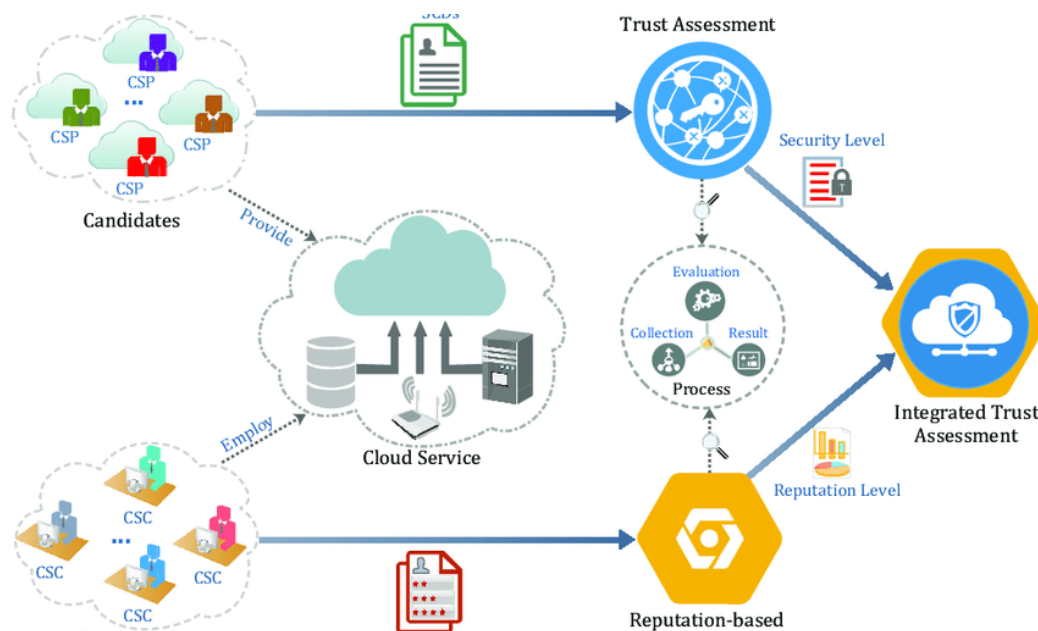 SCDs
Trust Assessment
CSP
...
CSP
CSP
CSP
Candidates
Security Level
T
Provide
Evaluation
Collection
Result
Process
Employ
Cloud Service
Integrated Trust
Assessment
CSC
CSC
...
CSC
CSC
Reputation Level
Reputation-based